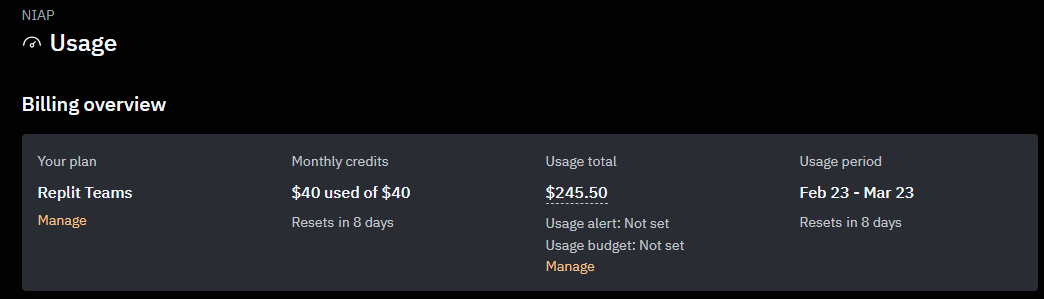 NIAP
Usage
Billing overview
Your plan
Replit Teams
Manage
Monthly credits
$40 used of $40
Resets in 8 days
Usage total
$245.50
Usage alert: Not set
Usage budget: Not set
Manage
Usage period
Feb 23 - Mar 23
Resets in 8 days